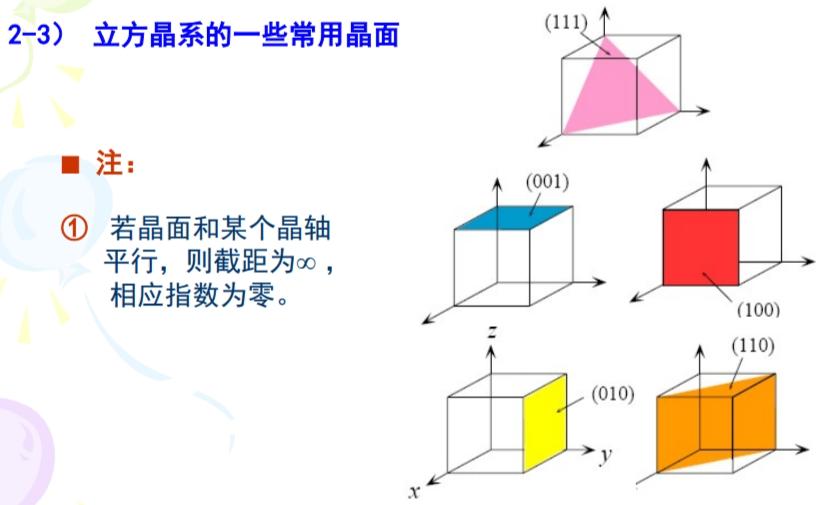 2-3） 立方晶系的一些常用晶面
(111)
■ 注：
① 若晶面和某个晶轴
平行，则截距为∞，
相应指数为零。
(001)
(100)
z
(010)
y
x
(110)